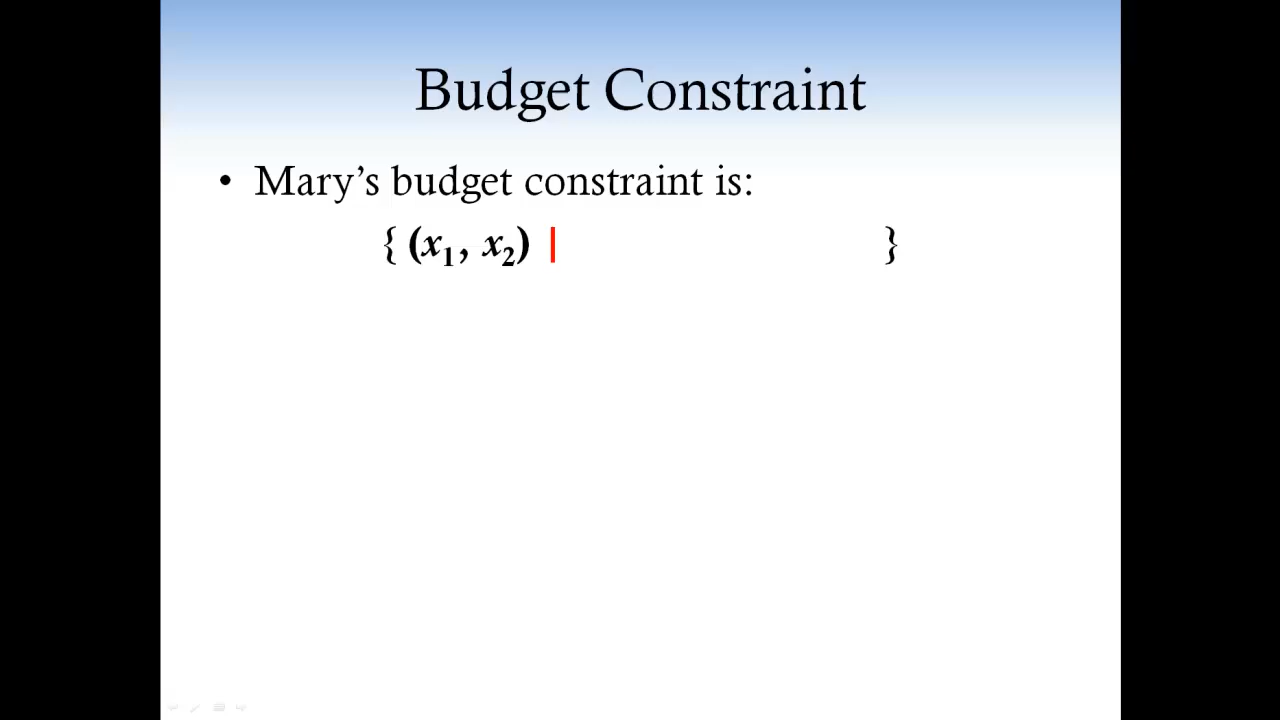 Budget Constraint
• Mary's budget constraint is:
{ (x₁, x₂) | }